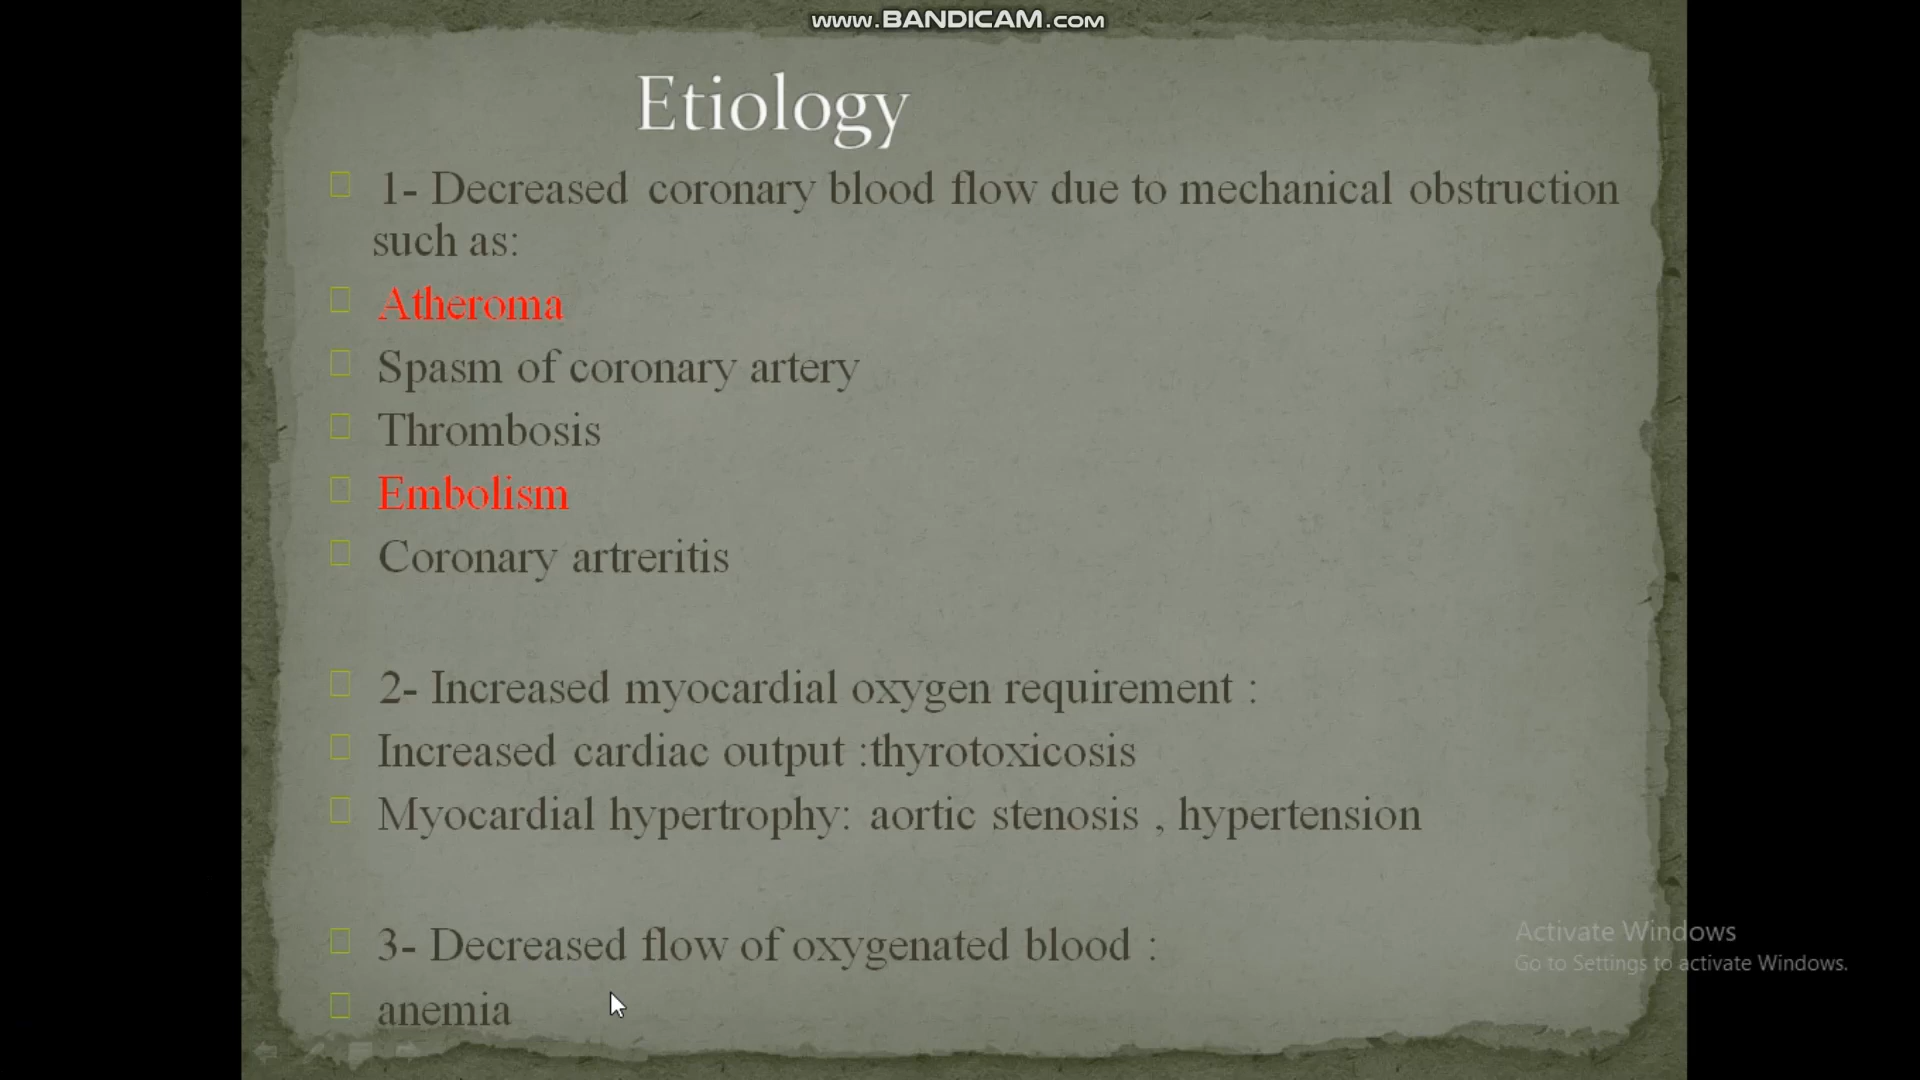 www.BANDICAM.com
Etiology
1- Decreased coronary blood flow due to mechanical obstruction
such as:
Atheroma
Spasm of coronary artery
Thrombosis
Embolism
Coronary artreritis
2- Increased myocardial oxygen requirement :
Increased cardiac output :thyrotoxicosis
Myocardial hypertrophy: aortic stenosis , hypertension
3- Decreased flow of oxygenated blood :
anemia
Activate Windows
Go to Settings to activate Windows.